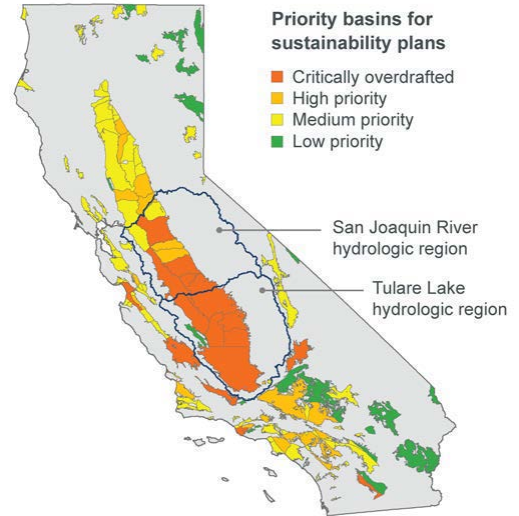 Priority basins for
sustainability plans
Critically overdrafted
High priority
Medium priority
Low priority
San Joaquin River
hydrologic region
Tulare Lake
hydrologic region